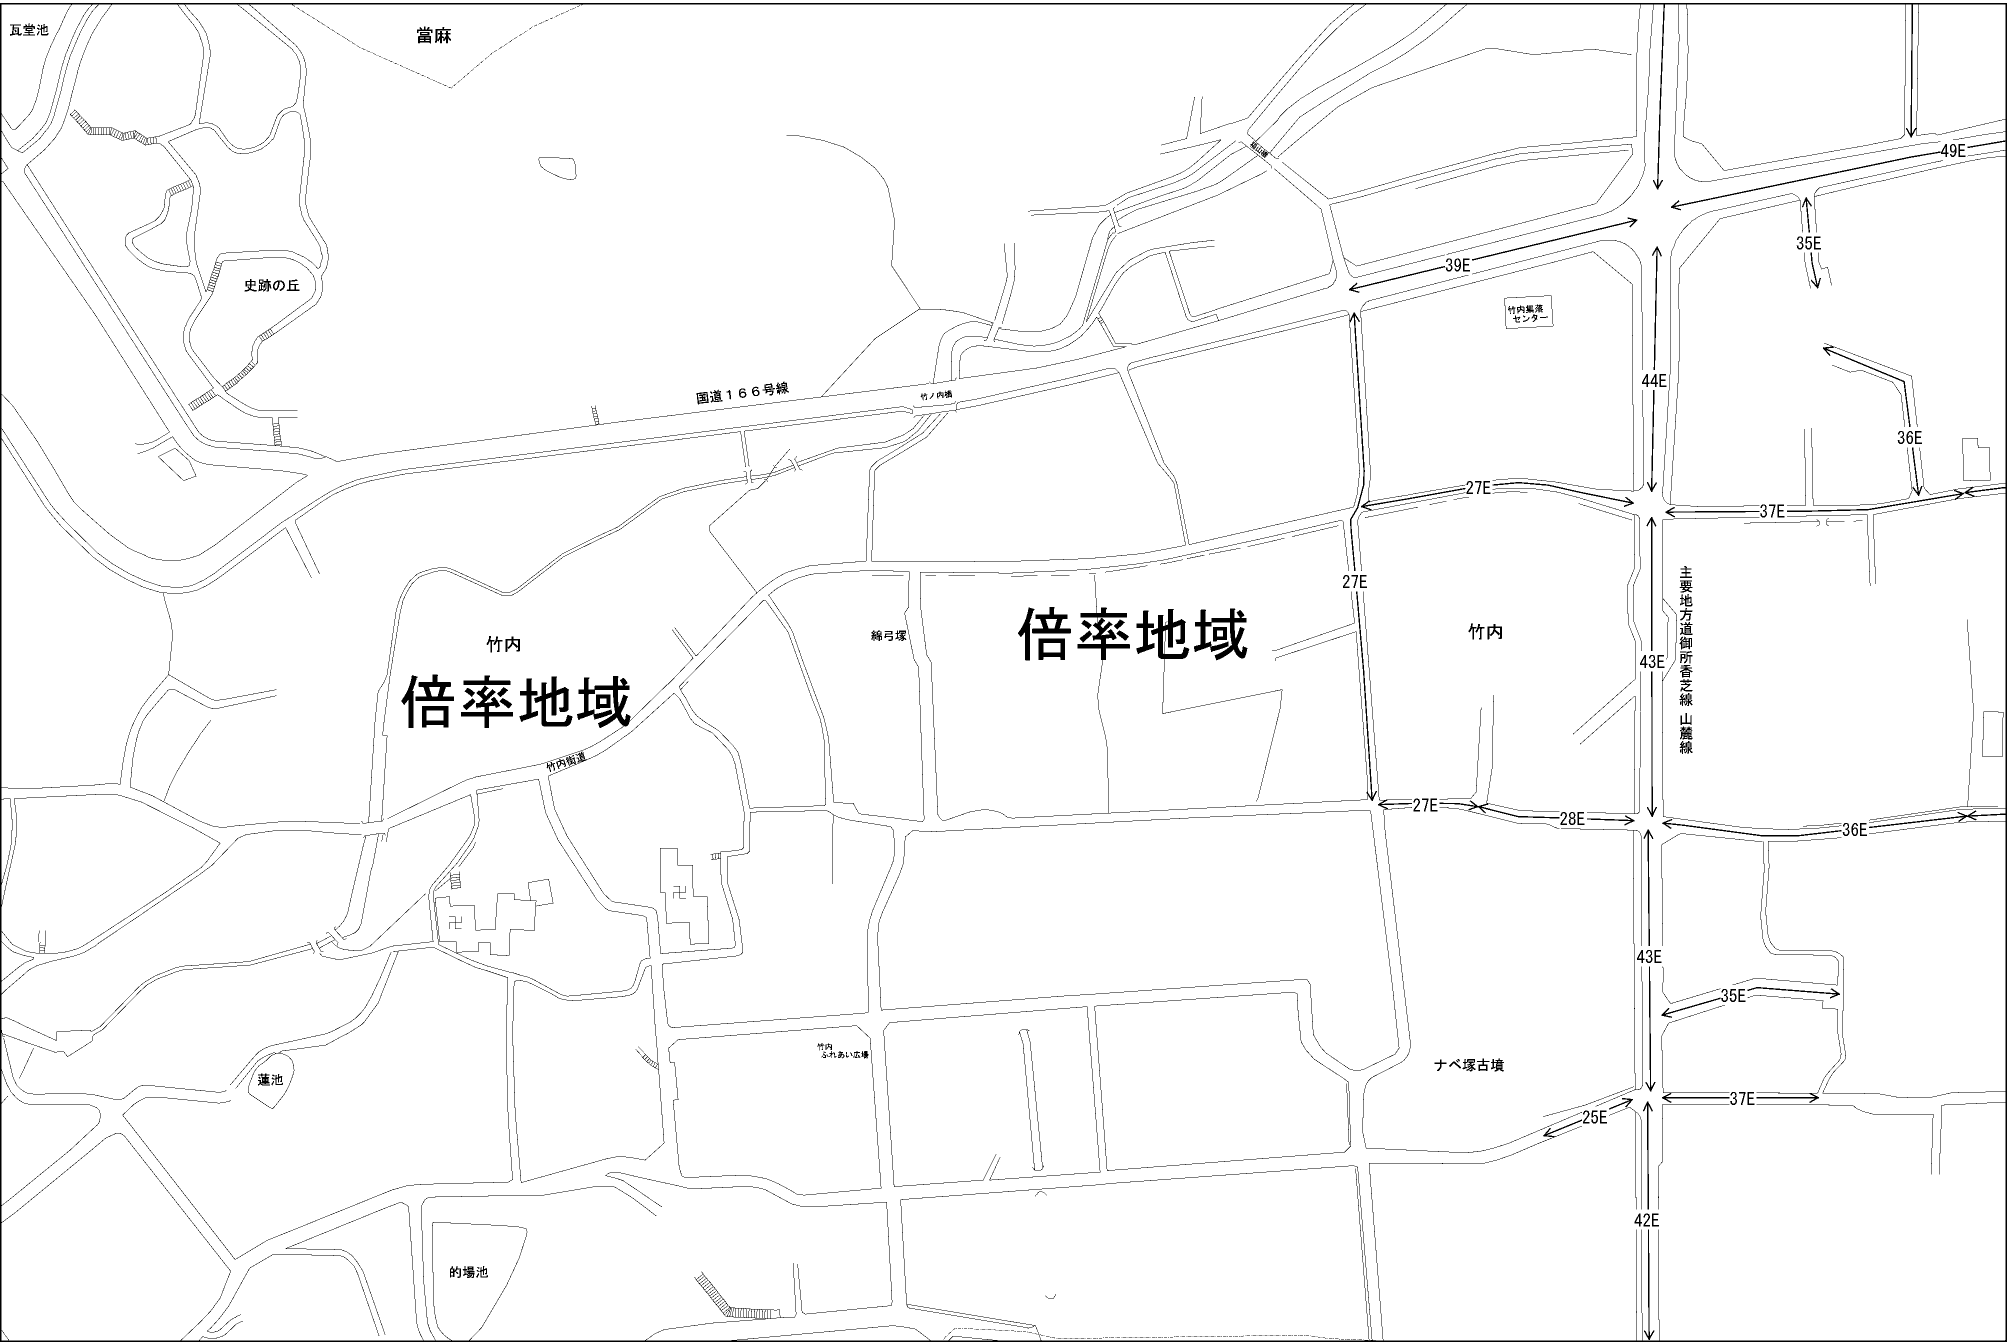 瓦堂池
當麻
49E
35E
史跡の丘
39E
竹内集落
センター
44E
国道166号線
竹ノ内橋
36E
27E
37E
主要地方道御所香芝線 山麓線
27E
竹内
綿弓塚
倍率地域
竹内
43E
倍率地域
竹内街道
27E
28E
36E
43E
35E
竹内
ふれあい広場
ナベ塚古墳
蓮池
37E
25E
42E
的場池